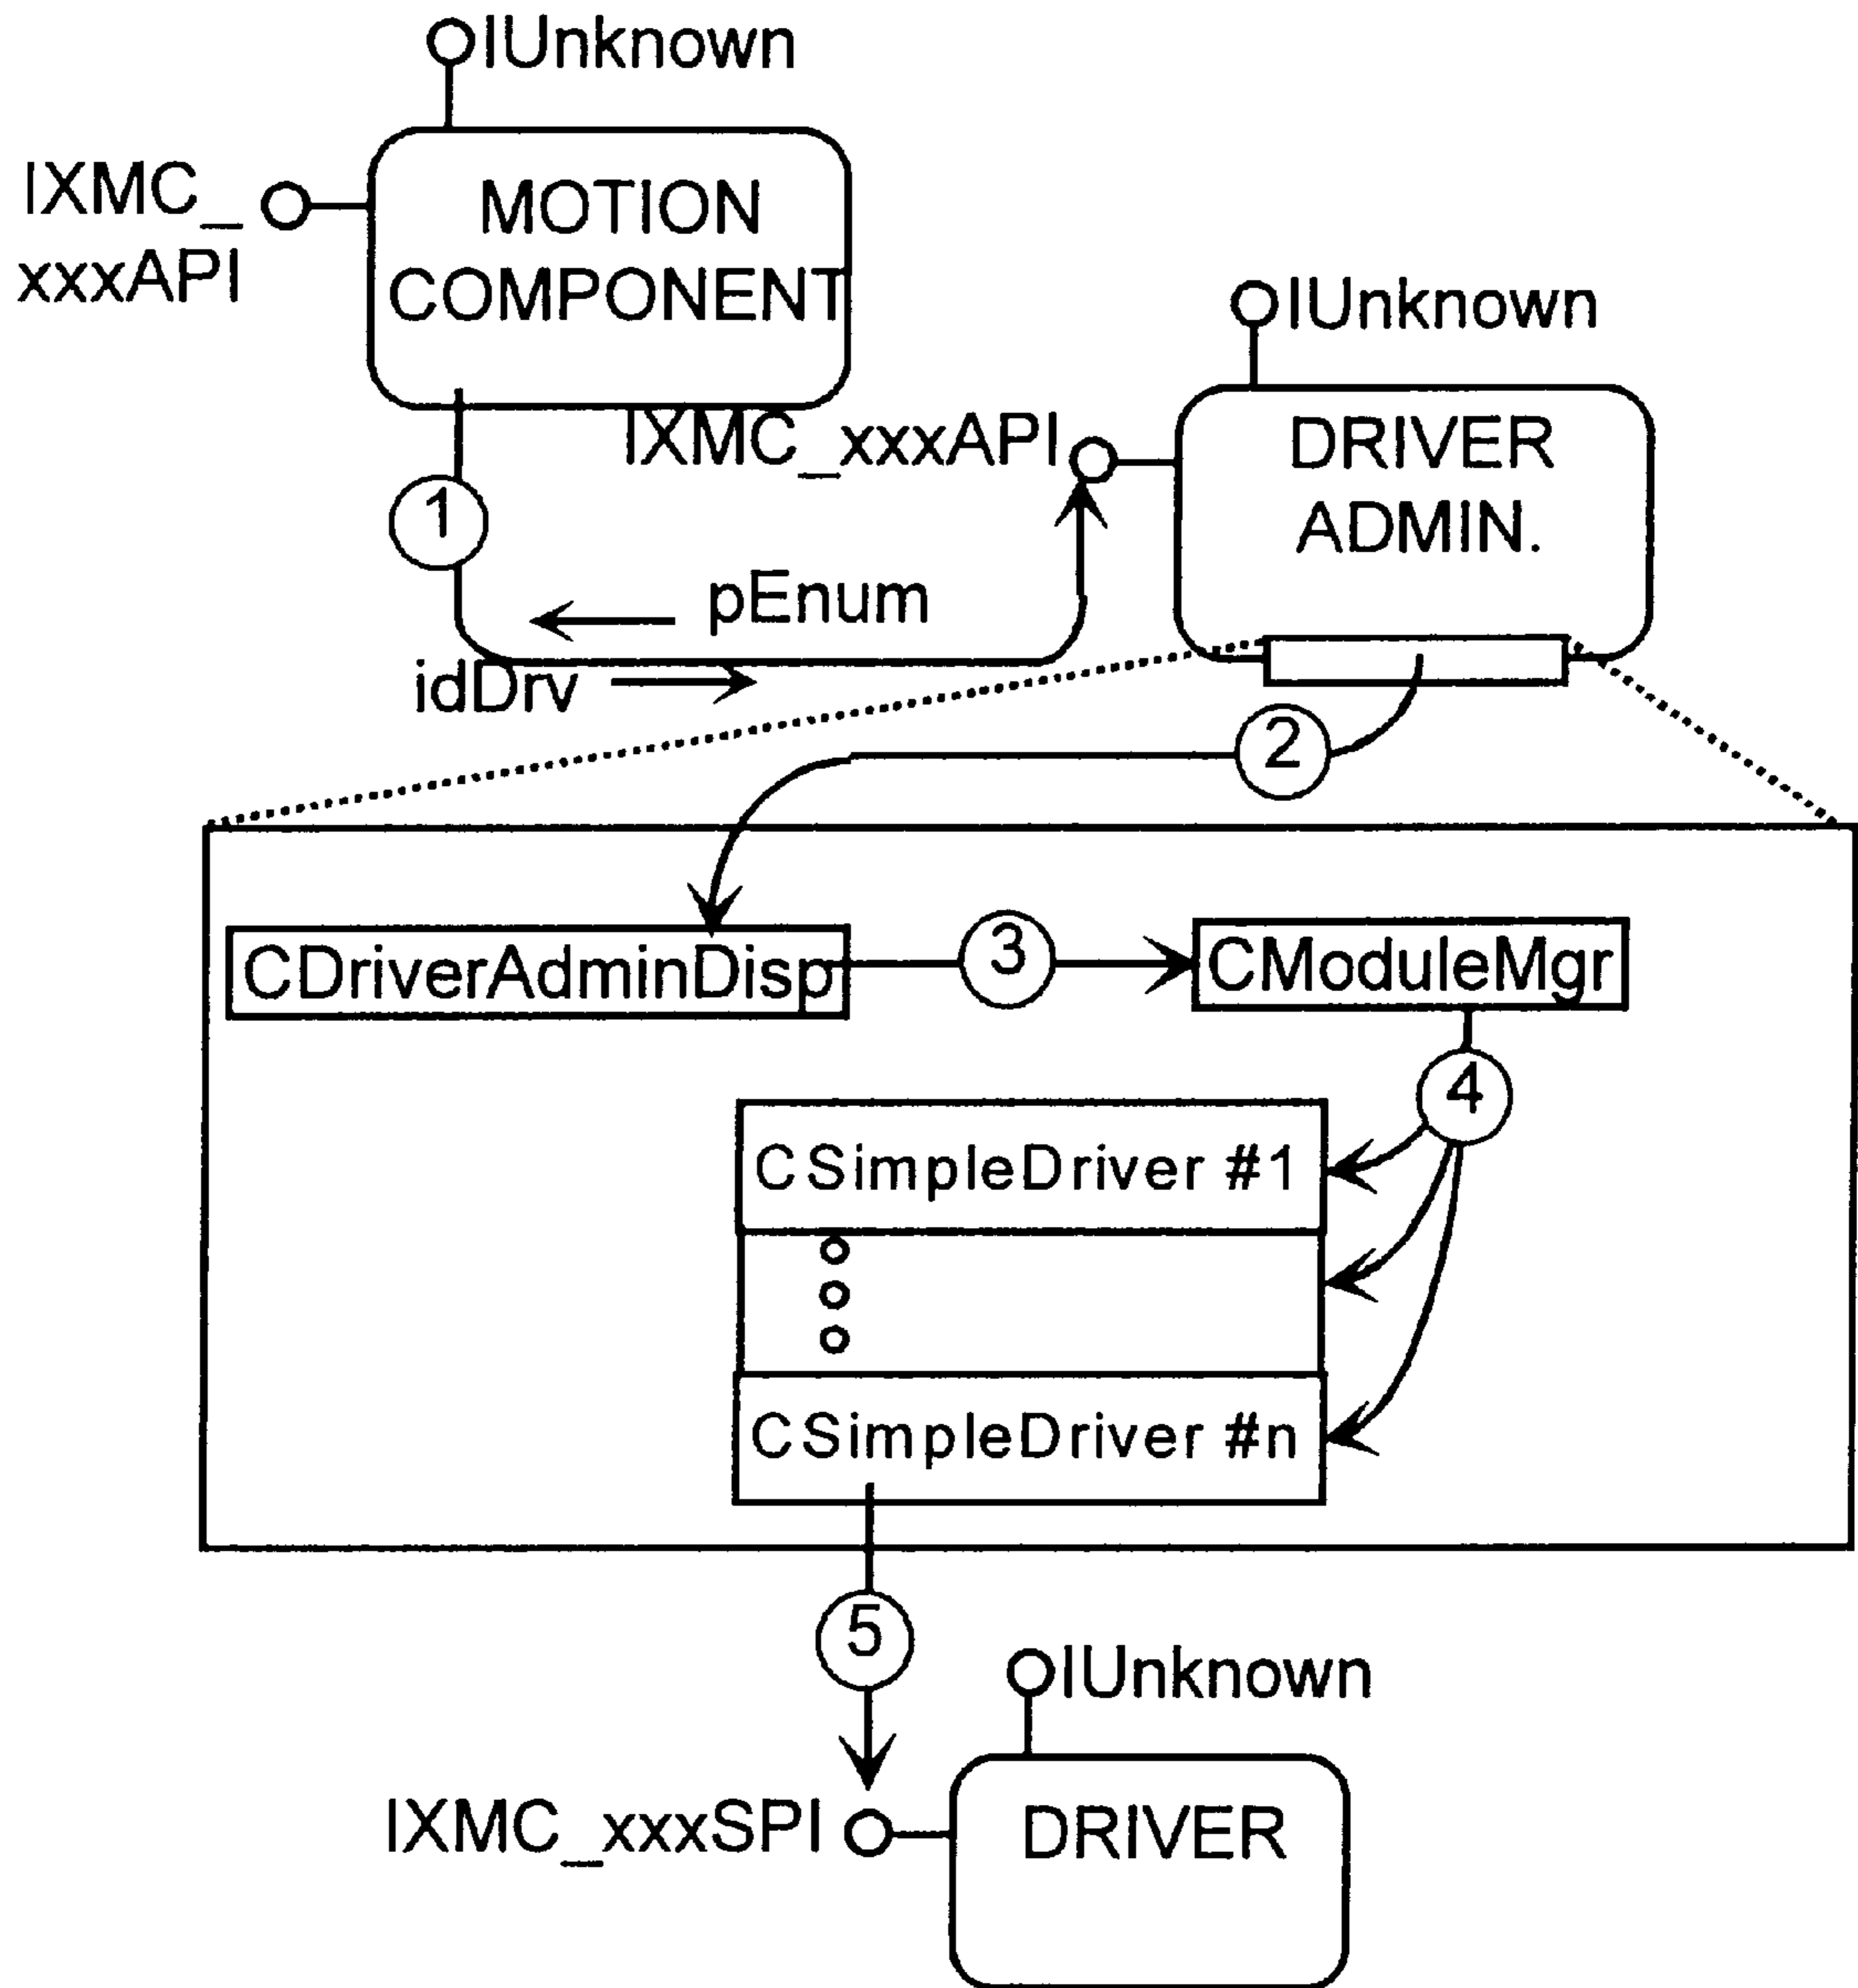 IUnknown
IXMC_
xxxAPI
MOTION
COMPONENT
IUnknown
IXMC_xxxAPI
DRIVER
ADMIN.
1
pEnum
idDrv
2
CDriverAdminDisp
3
CModuleMgr
4
CSimpleDriver #1
CSimpleDriver #n
5
IUnknown
IXMC_xxxSPI
DRIVER